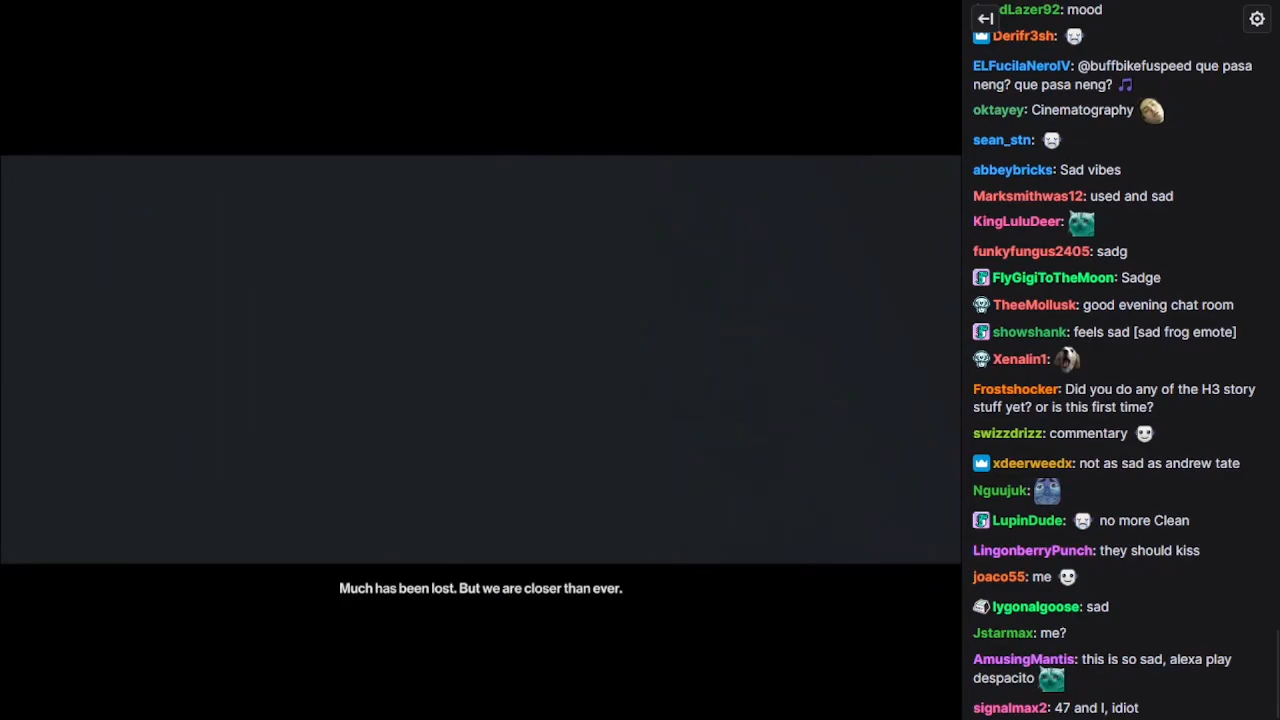 Much has been lost. But we are closer than ever.
dLazer92: mood
Derifr3sh:
ELFucilaNeroIV: @buffbikefuspeed que pasa
neng? que pasa neng?
oktayey: Cinematography
sean_stn:
abbeybricks: Sad vibes
Marksmithwas12: used and sad
KingLuluDeer:
funkyfungus2405: sadg
FlyGigiToTheMoon: Sadge
TheeMollusk: good evening chat room
showshank: feels sad [sad frog emote]
Xenalin1:
Frostshocker: Did you do any of the H3 story
stuff yet? or is this first time?
swizzdrizz: commentary
xdeerweedx: not as sad as andrew tate
Nguujuk:
LupinDude: no more Clean
LingonberryPunch: they should kiss
joaco55: me
lygonalgoose: sad
Jstarmax: me?
AmusingMantis: this is so sad, alexa play
despacito
signalmax2: 47 and I, idiot